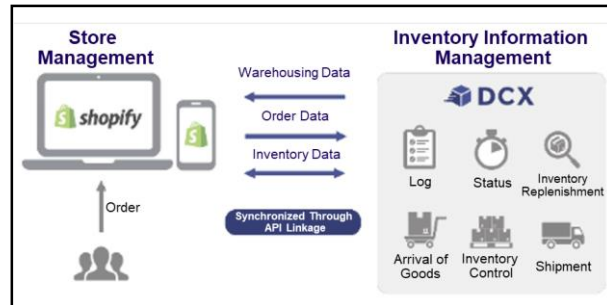 Store
Management
shopify
Order
Warehousing Data
Order Data
Inventory Data
Synchronized Through
API Linkage
Inventory Information
Management
DCX
Log
Status
Inventory
Replenishment
Arrival of
Goods
Inventory
Control
Shipment